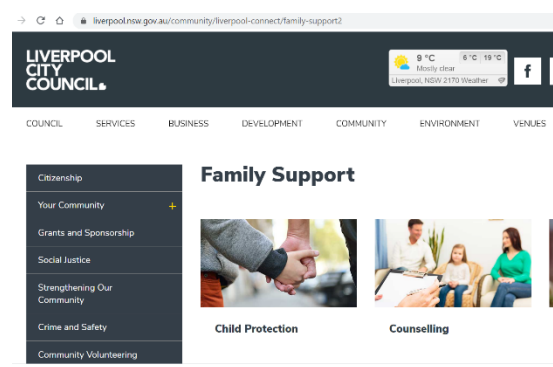 liverpool.nsw.gov.au/community/liverpool-connect/family-support2
LIVERPOOL
CITY
COUNCIL
9 °C
6 °C 19 °C
Mostly clear
Liverpool, NSW 2170 Weather
f
COUNCIL SERVICES BUSINESS DEVELOPMENT COMMUNITY ENVIRONMENT VENUES
Family Support
Citizenship
Your Community +
Grants and Sponsorship
Social Justice
Strengthening Our
Community
Crime and Safety
Community Volunteering
Child Protection
Counselling